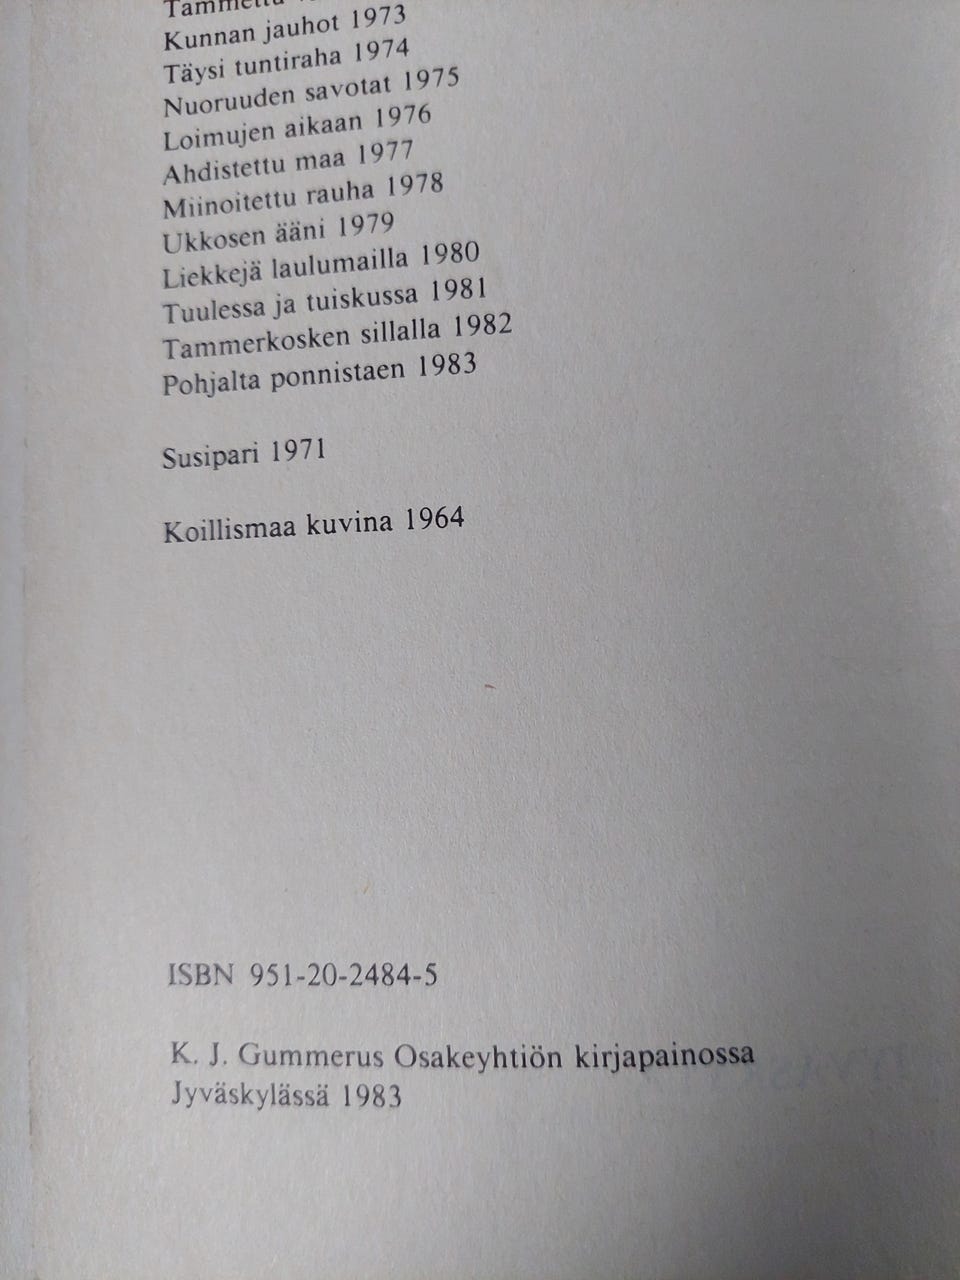 Tammettu
Kunnan jauhot 1973
Täysi tuntiraha 1974
Nuoruuden savotat 1975
Loimujen aikaan 1976
Ahdistettu maa 1977
Miinoitettu rauha 1978
Ukkosen ääni 1979
Liekkejä laulumailla 1980
Tuulessa ja tuiskussa 1981
Tammerkosken sillalla 1982
Pohjalta ponnistaen 1983
Susipari 1971
Koillismaa kuvina 1964
ISBN 951-20-2484-5
K. J. Gummerus Osakeyhtiön kirjapainossa
Jyväskylässä 1983